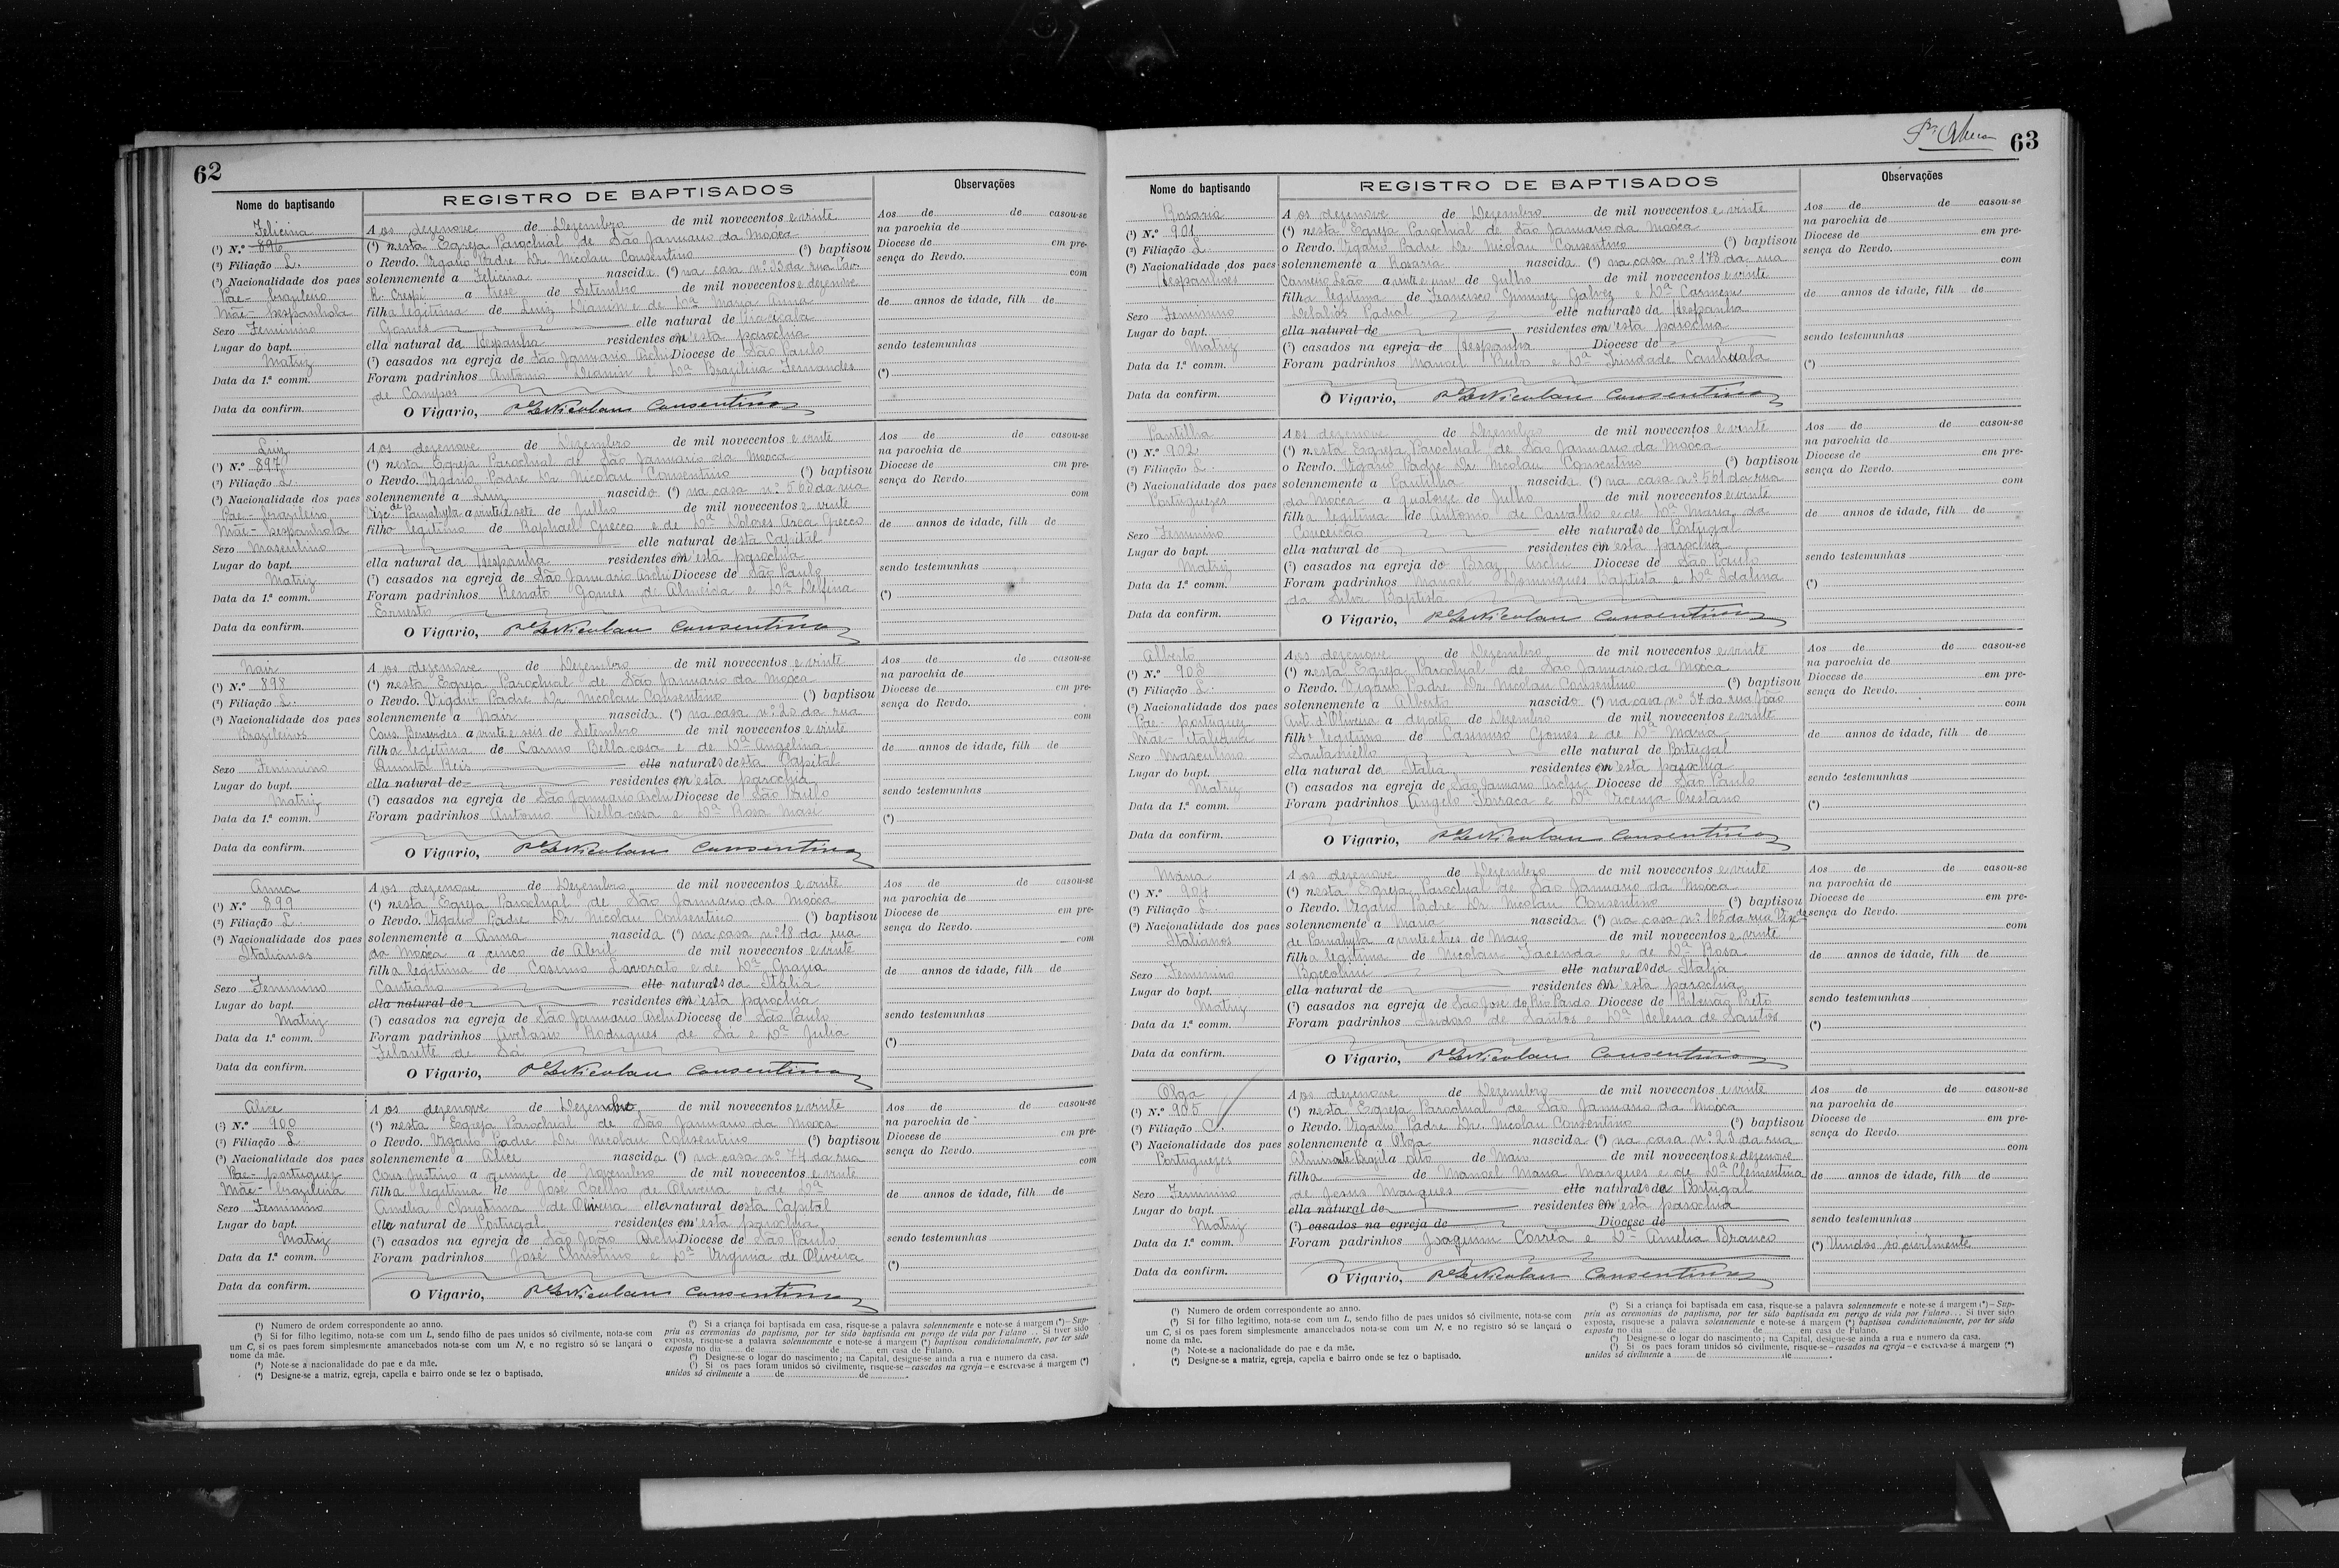 62
Nome do baptisando
REGISTRO DE BAPTISADOS
Observações
Felicina
(¹) N.º 896
(²) Filiação L.
(³) Nacionalidade dos paes
Pae - brazileiro
Mãe - hespanhola
Sexo Feminino
Lugar do bapt.
Matriz
Data da 1.ª comm.
Data da confirm.
Aos dezenove de Dezembro de mil novecentos e vinte
(⁴) nesta Egreja Parochial de São Januario da Moóca
o Revdo. Vigario Padre Dr. Nicolau Consentino (⁵) baptisou
solennemente a Felicina nascida (⁶) na casa nº 33 da rua
R. Crespi a trese de Setembro de mil novecentos e dezenove
filha legitima de Luiz e de Dª Maria Anna
Gomes elle natural de Piracicaba
ella natural da Hespanha residentes n'esta parochia
(⁷) casados na egreja de São Januario Archi Diocese de São Paulo
Foram padrinhos Antonio e Dª Brazilina Fernandes
de Campos
O Vigario, Pe Dr Nicolau Consentino
Aos de de casou-se
na parochia de
Diocese de em pre-
sença do Revdo.
com
de annos de idade, filh de
sendo testemunhas
(*)
Luiz
(¹) N.º 897
(²) Filiação L.
(³) Nacionalidade dos paes
Pae - brazileiro
Mãe - hespanhola
Sexo Masculino
Lugar do bapt.
Matriz
Data da 1.ª comm.
Data da confirm.
Aos dezenove de Dezembro de mil novecentos e vinte
(⁴) nesta Egreja Parochial de São Januario da Moóca
o Revdo. Vigario Padre Dr Nicolau Consentino (⁵) baptisou
solennemente a Luiz nascido (⁶) na casa nº 568 da rua
Visc. de Parnahyba a vinte e sete de Julho de mil novecentos e vinte
filho legitimo de Raphael Grecco e de Dª Dolores Arca Grecco
elle natural desta Capital
ella natural da Hespanha residentes n'esta parochia
(⁷) casados na egreja de São Januario Archi Diocese de São Paulo
Foram padrinhos Renato Gomes de Almeida e Dª Delfina
Ernesto
O Vigario, Pe Dr Nicolau Consentino
Aos de de casou-se
na parochia de
Diocese de em pre-
sença do Revdo.
com
de annos de idade, filh de
sendo testemunhas
(*)
Nair
(¹) N.º 898
(²) Filiação L.
(³) Nacionalidade dos paes
Brazileiros
Sexo Feminino
Lugar do bapt.
Matriz
Data da 1.ª comm.
Data da confirm.
Aos dezenove de Dezembro de mil novecentos e vinte
(⁴) nesta Egreja Parochial de São Januario da Moóca
o Revdo. Vigario Padre Dr Nicolau Consentino (⁵) baptisou
solennemente a Nair nascida (⁶) na casa nº 20 da rua
Cons. Benevides a vinte e seis de Setembro de mil novecentos e vinte
filha legitima de Carmo Bella cosa e de Dª Angelina
Quinta Reis elle naturaes desta Capital
ella natural de residentes n'esta parochia
(⁷) casados na egreja de São Januario Archi Diocese de São Paulo
Foram padrinhos Antonio Bella cosa e Dª Rosa Masi
O Vigario, Pe Dr Nicolau Consentino
Aos de de casou-se
na parochia de
Diocese de em pre-
sença do Revdo.
com
de annos de idade, filh de
sendo testemunhas
(*)
Anna
(¹) N.º 899
(²) Filiação L.
(³) Nacionalidade dos paes
Italianos
Sexo Feminino
Lugar do bapt.
Matriz
Data da 1.ª comm.
Data da confirm.
Aos dezenove de Dezembro de mil novecentos e vinte
(⁴) nesta Egreja Parochial de São Januario da Moóca
o Revdo. Vigario Padre Dr Nicolau Consentino (⁵) baptisou
solennemente a Anna nascida (⁶) na casa nº 18 da rua
da Moóca a cinco de Abril de mil novecentos e vinte
filha legitima de Cosimo Lavorato e de Dª Grazia
Cantiano elle naturaes da Italia
ella natural de residentes n'esta parochia
(⁷) casados na egreja de São Januario Archi Diocese de São Paulo
Foram padrinhos Avelasio Rodrigues de Sá e Dª Julia
Filarette de Sá
O Vigario, Pe Dr Nicolau Consentino
Aos de de casou-se
na parochia de
Diocese de em pre-
sença do Revdo.
com
de annos de idade, filh de
sendo testemunhas
(*)
Alice
(¹) N.º 900
(²) Filiação L
(³) Nacionalidade dos paes
Pae - portuguez
Mãe - brazileira
Sexo Feminino
Lugar do bapt.
Matriz
Data da 1.ª comm.
Data da confirm.
Aos dezenove de Dezembro de mil novecentos e vinte
(⁴) nesta Egreja Parochial de São Januario da Moóca
o Revdo. Vigario Padre Dr. Nicolau Consentino (⁵) baptisou
solennemente a Alice nascida (⁶) na casa nº 74 da rua
Cons. Justino a quinze de Novembro de mil novecentos e vinte
filha legitima de José Coelho de Oliveira e de Dª
Amelia Christina de Oliveira ella natural desta Capital
elle natural de Portugal residentes n'esta parochia
(⁷) casados na egreja de São João Archi Diocese de São Paulo
Foram padrinhos José Christino e Dª Virginia de Oliveira
O Vigario, Pe Dr Nicolau Consentino
Aos de de casou-se
na parochia de
Diocese de em pre-
sença do Revdo.
com
de annos de idade, filh de
sendo testemunhas
(*)
(¹) Numero de ordem correspondente ao anno.
(²) Si for filho legitimo, nota-se com um L, sendo filho de paes unidos só civilmente, nota-se com
um C, si os paes forem simplesmente amancebados nota-se com um N, e no registro só se lançará o
nome da mãe.
(³) Note-se a nacionalidade do pae e da mãe.
(⁴) Designe-se a matriz, egreja, capella e bairro onde se fez o baptisado.
(⁵) Si a criança foi baptisada em casa, risque-se a palavra solennemente e note-se á margem (*) – Sup-
priu as ceremonias do baptismo, por ter sido baptisada em perigo de vida por Fulano... Si tiver sido
exposta, risque-se a palavra solennemente e note-se á margem (*) baptisou condicionalmente, por ter sido
exposto no dia de de em casa de Fulano.
(⁶) Designe-se o logar do nascimento; na Capital, designe-se ainda a rua e numero da casa.
(⁷) Si os paes foram unidos só civilmente, risque-se – casados na egreja – e escreva-se á margem (*)
unidos só civilmente a de de .
63
Nome do baptisando
REGISTRO DE BAPTISADOS
Observações
Rosaria
(¹) N.º 901
(²) Filiação L.
(³) Nacionalidade dos paes
Hespanhoes
Sexo Feminino
Lugar do bapt.
Matriz
Data da 1.ª comm.
Data da confirm.
Aos dezenove de Dezembro de mil novecentos e vinte
(⁴) nesta Egreja Parochial de São Januario da Moóca
o Revdo. Vigario Padre Dr. Nicolau Consentino (⁵) baptisou
solennemente a Rosaria nascida (⁶) na casa nº 178 da rua
Carneiro Leão a vinte e um de Julho de mil novecentos e vinte
filha legitima de Francisco Gimenez Galvez e Dª Carmen
Padial elle naturaes da Hespanha
ella natural de residentes n'esta parochia
(⁷) casados na egreja de Hespanha Diocese de
Foram padrinhos Manoel Rubo e Dª Trindade
O Vigario, Pe Dr Nicolau Consentino
Aos de de casou-se
na parochia de
Diocese de em pre-
sença do Revdo.
com
de annos de idade, filh de
sendo testemunhas
(*)
Pantilha
(¹) N.º 902
(²) Filiação L.
(³) Nacionalidade dos paes
Portuguezes
Sexo Feminino
Lugar do bapt.
Matriz
Data da 1.ª comm.
Data da confirm.
Aos dezenove de Dezembro de mil novecentos e vinte
(⁴) nesta Egreja Parochial de São Januario da Moóca
o Revdo. Vigario Padre Dr. Nicolau Consentino (⁵) baptisou
solennemente a Pantilha nascida (⁶) na casa nº 551 da rua
da Moóca a quatorze de Julho de mil novecentos e vinte
filha legitima de Antonio de Carvalho e de Dª Maria da
Conceição elle naturaes de Portugal
ella natural de residentes n'esta parochia
(⁷) casados na egreja do Braz Archi Diocese de São Paulo
Foram padrinhos Manoel Domingues Baptista e Dª Idalina
da Silva Baptista
O Vigario, Pe Dr Nicolau Consentino
Aos de de casou-se
na parochia de
Diocese de em pre-
sença do Revdo.
com
de annos de idade, filh de
sendo testemunhas
(*)
Alberto
(¹) N.º 903
(²) Filiação L.
(³) Nacionalidade dos paes
Pae - portuguez
Mãe - italiana
Sexo Masculino
Lugar do bapt.
Matriz
Data da 1.ª comm.
Data da confirm.
Aos dezenove de Dezembro de mil novecentos e vinte
(⁴) nesta Egreja Parochial de São Januario da Moóca
o Revdo. Vigario Padre Dr. Nicolau Consentino (⁵) baptisou
solennemente a Alberto nascido (⁶) na casa nº 37 da rua João
Ant. d'Oliveira a dezoito de Dezembro de mil novecentos e vinte
filho legitimo de Casimiro Gomes e de Dª Maria
Santaniello elle natural de Portugal
ella natural da Italia residentes n'esta parochia
(⁷) casados na egreja de São Januario Archi Diocese de São Paulo
Foram padrinhos Angelo Torraca e Dª Vicenza Orestano
O Vigario, Pe Dr Nicolau Consentino
Aos de de casou-se
na parochia de
Diocese de em pre-
sença do Revdo.
com
de annos de idade, filh de
sendo testemunhas
(*)
Maria
(¹) N.º 904
(²) Filiação L.
(³) Nacionalidade dos paes
Italianos
Sexo Feminino
Lugar do bapt.
Matriz
Data da 1.ª comm.
Data da confirm.
Aos dezenove de Dezembro de mil novecentos e vinte
(⁴) nesta Egreja Parochial de São Januario da Moóca
o Revdo. Vigario Padre Dr Nicolau Consentino (⁵) baptisou
solennemente a Maria nascida (⁶) na casa nº 165 da rua Visc. de
de Parnahyba a vinte e tres de Maio de mil novecentos e vinte
filha legitima de Nicolau Facenda e de Dª Rosa
Boccolini elle naturaes da Italia
ella natural de residentes n'esta parochia
(⁷) casados na egreja de São José do Rio Pardo Diocese de Ribeirão Preto
Foram padrinhos Isidoro de Santos e Dª Helena de Santos
O Vigario, Pe Dr Nicolau Consentino
Aos de de casou-se
na parochia de
Diocese de em pre-
sença do Revdo.
com
de annos de idade, filh de
sendo testemunhas
(*)
Olga
(¹) N.º 905
(²) Filiação C.
(³) Nacionalidade dos paes
Portuguezes
Sexo Feminino
Lugar do bapt.
Matriz
Data da 1.ª comm.
Data da confirm.
Aos dezenove de Dezembro de mil novecentos e vinte
(⁴) nesta Egreja Parochial de São Januario da Moóca
o Revdo. Vigario Padre Dr. Nicolau Consentino (⁵) baptisou
solennemente a Olga nascida (⁶) na casa nº 23 da rua
Almirante Brazil a oito de Maio de mil novecentos e dezenove
filha de Manoel Maria Marques e de Dª Clementina
de Jesus Marques elle naturaes de Portugal
ella natural de residentes n'esta parochia
(⁷) casados na egreja de Diocese de
Foram padrinhos Joaquim Corrêa e Dª Amelia Branco
O Vigario, Pe Dr Nicolau Consentino
Aos de de casou-se
na parochia de
Diocese de em pre-
sença do Revdo.
com
de annos de idade, filh de
sendo testemunhas
(*) Unidos só civilmente
(¹) Numero de ordem correspondente ao anno.
(²) Si for filho legitimo, nota-se com um L, sendo filho de paes unidos só civilmente, nota-se com
um C, si os paes forem simplesmente amancebados nota-se com um N, e no registro só se lançará o
nome da mãe.
(³) Note-se a nacionalidade do pae e da mãe.
(⁴) Designe-se a matriz, egreja, capella e bairro onde se fez o baptisado.
(⁵) Si a criança foi baptisada em casa, risque-se a palavra solennemente e note-se á margem (*) – Sup-
priu as ceremonias do baptismo, por ter sido baptisada em perigo de vida por Fulano... Si tiver sido
exposta, risque-se a palavra solennemente e note-se á margem (*) baptisou condicionalmente, por ter sido
exposto no dia de de em casa de Fulano.
(⁶) Designe-se o logar do nascimento; na Capital, designe-se ainda a rua e numero da casa.
(⁷) Si os paes foram unidos só civilmente, risque-se – casados na egreja – e escreva-se á margem (*)
unidos só civilmente a de de .